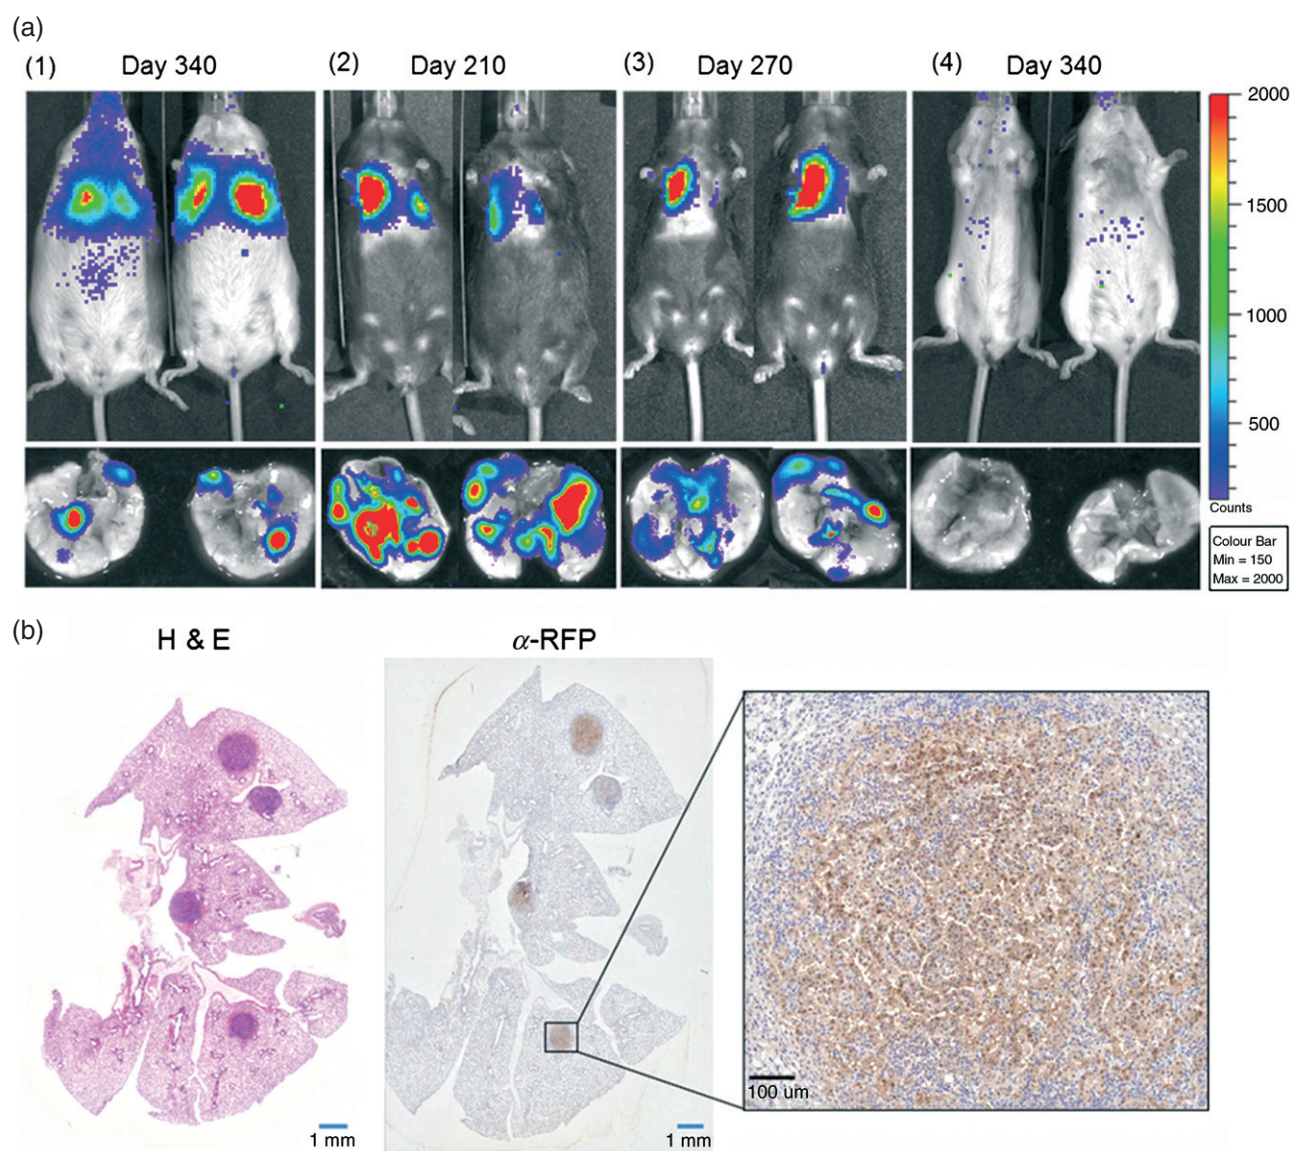 (a)
(1) Day 340 (2) Day 210 (3) Day 270 (4) Day 340
2000
1500
1000
500
Counts
Colour Bar
Min = 150
Max = 2000
(b)
H & E α-RFP
100 um
1 mm 1 mm